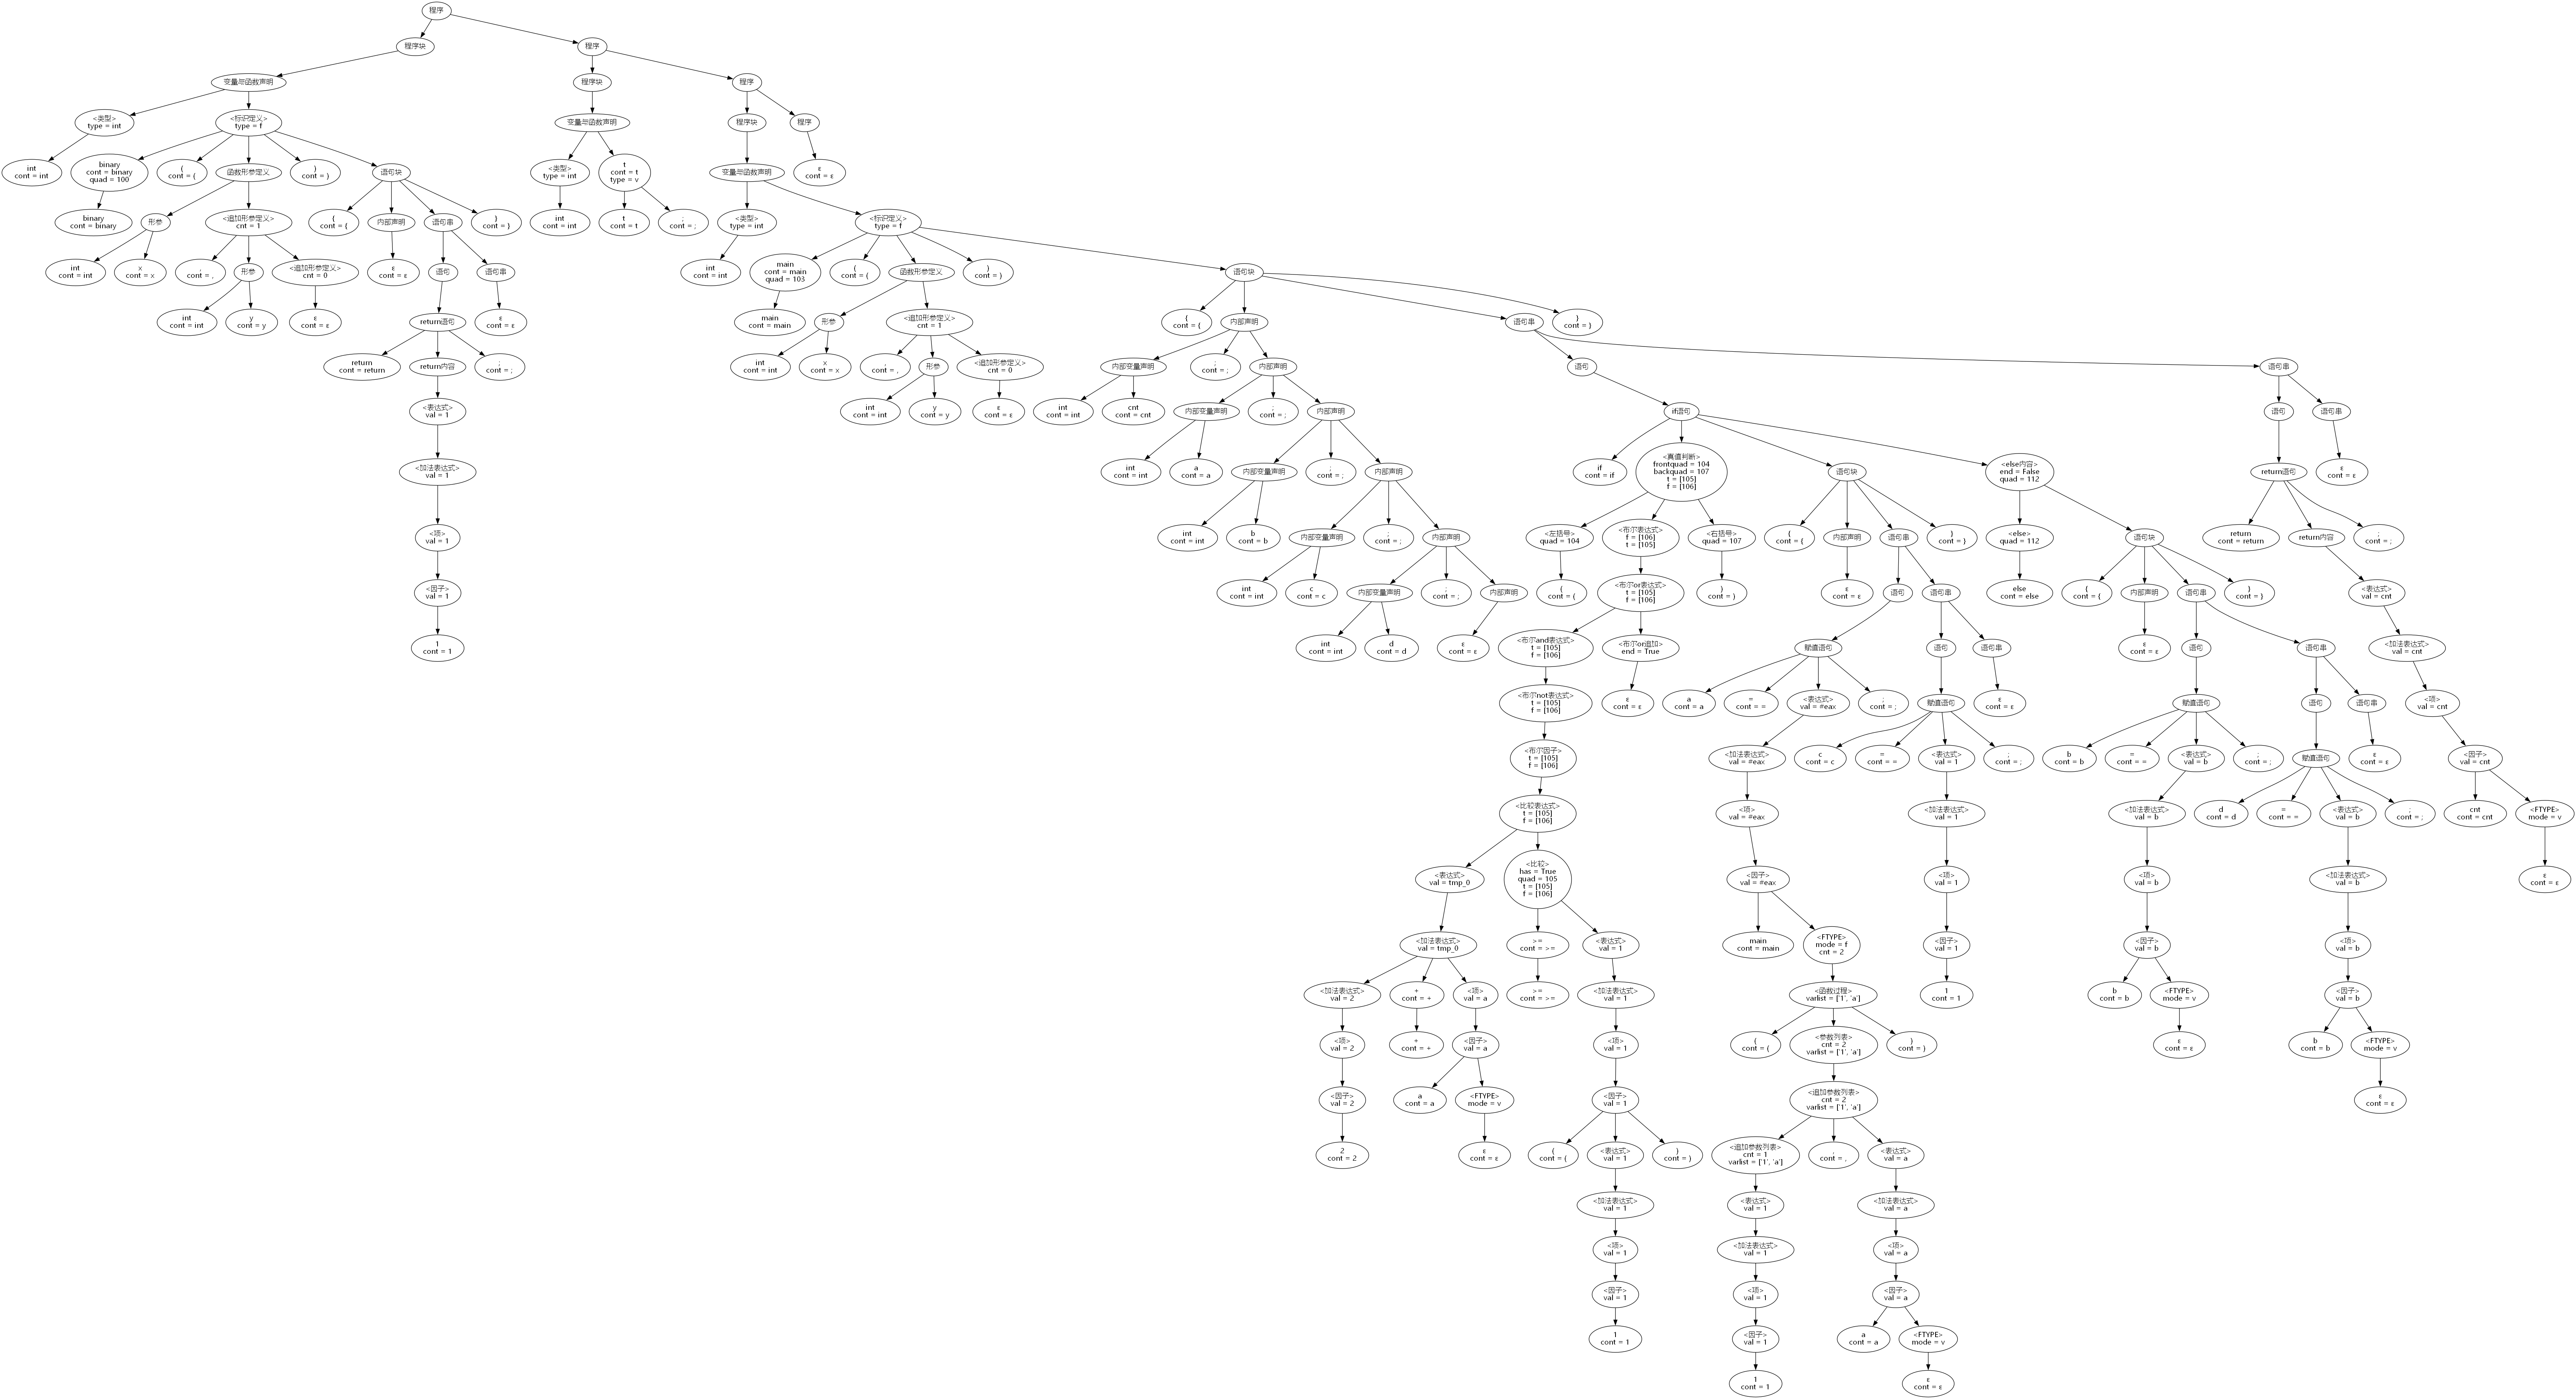 程序
程序块
程序
变量与函数声明
程序块
程序
<类型>
type = int
<标识定义>
type = f
变量与函数声明
程序块
程序
int
cont = int
binary
cont = binary
quad = 100
(
cont = (
函数形参定义
)
cont = )
语句块
<类型>
type = int
t
cont = t
type = v
变量与函数声明
ε
cont = ε
binary
cont = binary
形参
<追加形参定义>
cnt = 1
{
cont = {
内部声明
语句串
}
cont = }
int
cont = int
t
cont = t
;
cont = ;
<类型>
type = int
<标识定义>
type = f
int
cont = int
x
cont = x
,
cont = ,
形参
<追加形参定义>
cnt = 0
ε
cont = ε
语句
语句串
int
cont = int
main
cont = main
quad = 103
(
cont = (
函数形参定义
)
cont = )
语句块
int
cont = int
y
cont = y
ε
cont = ε
return语句
ε
cont = ε
main
cont = main
形参
<追加形参定义>
cnt = 1
{
cont = {
内部声明
语句串
}
cont = }
return
cont = return
return内容
;
cont = ;
int
cont = int
x
cont = x
,
cont = ,
形参
<追加形参定义>
cnt = 0
内部变量声明
;
cont = ;
内部声明
语句
语句串
<表达式>
val = 1
int
cont = int
y
cont = y
ε
cont = ε
int
cont = int
cnt
cont = cnt
内部变量声明
;
cont = ;
内部声明
if语句
语句
语句串
<加法表达式>
val = 1
int
cont = int
a
cont = a
内部变量声明
;
cont = ;
内部声明
if
cont = if
<真值判断>
frontquad = 104
backquad = 107
t = [105]
f = [106]
语句块
<else内容>
end = False
quad = 112
return语句
ε
cont = ε
<项>
val = 1
int
cont = int
b
cont = b
内部变量声明
;
cont = ;
内部声明
<左括号>
quad = 104
<布尔表达式>
f = [106]
t = [105]
<右括号>
quad = 107
{
cont = {
内部声明
语句串
}
cont = }
<else>
quad = 112
语句块
return
cont = return
return内容
;
cont = ;
<因子>
val = 1
int
cont = int
c
cont = c
内部变量声明
;
cont = ;
内部声明
(
cont = (
<布尔or表达式>
t = [105]
f = [106]
)
cont = )
ε
cont = ε
语句
语句串
else
cont = else
{
cont = {
内部声明
语句串
}
cont = }
<表达式>
val = cnt
1
cont = 1
int
cont = int
d
cont = d
ε
cont = ε
<布尔and表达式>
t = [105]
f = [106]
<布尔or追加>
end = True
赋值语句
语句
语句串
ε
cont = ε
语句
语句串
<加法表达式>
val = cnt
<布尔not表达式>
t = [105]
f = [106]
ε
cont = ε
a
cont = a
=
cont = =
<表达式>
val = #eax
;
cont = ;
赋值语句
ε
cont = ε
赋值语句
语句
语句串
<项>
val = cnt
<布尔因子>
t = [105]
f = [106]
<加法表达式>
val = #eax
c
cont = c
=
cont = =
<表达式>
val = 1
;
cont = ;
b
cont = b
=
cont = =
<表达式>
val = b
;
cont = ;
赋值语句
ε
cont = ε
<因子>
val = cnt
<比较表达式>
t = [105]
f = [106]
<项>
val = #eax
<加法表达式>
val = 1
<加法表达式>
val = b
d
cont = d
=
cont = =
<表达式>
val = b
;
cont = ;
cnt
cont = cnt
<FTYPE>
mode = v
<表达式>
val = tmp_0
<比较>
has = True
quad = 105
t = [105]
f = [106]
<因子>
val = #eax
<项>
val = 1
<项>
val = b
<加法表达式>
val = b
ε
cont = ε
<加法表达式>
val = tmp_0
>=
cont = >=
<表达式>
val = 1
main
cont = main
<FTYPE>
mode = f
cnt = 2
<因子>
val = 1
<因子>
val = b
<项>
val = b
<加法表达式>
val = 2
+
cont = +
<项>
val = a
>=
cont = >=
<加法表达式>
val = 1
<函数过程>
varlist = ['1', 'a']
1
cont = 1
b
cont = b
<FTYPE>
mode = v
<因子>
val = b
<项>
val = 2
+
cont = +
<因子>
val = a
<项>
val = 1
(
cont = (
<参数列表>
cnt = 2
varlist = ['1', 'a']
)
cont = )
ε
cont = ε
b
cont = b
<FTYPE>
mode = v
<因子>
val = 2
a
cont = a
<FTYPE>
mode = v
<因子>
val = 1
<追加参数列表>
cnt = 2
varlist = ['1', 'a']
ε
cont = ε
2
cont = 2
ε
cont = ε
(
cont = (
<表达式>
val = 1
)
cont = )
<追加参数列表>
cnt = 1
varlist = ['1', 'a']
,
cont = ,
<表达式>
val = a
<加法表达式>
val = 1
<表达式>
val = 1
<加法表达式>
val = a
<项>
val = 1
<加法表达式>
val = 1
<项>
val = a
<因子>
val = 1
<项>
val = 1
<因子>
val = a
1
cont = 1
<因子>
val = 1
a
cont = a
<FTYPE>
mode = v
1
cont = 1
ε
cont = ε